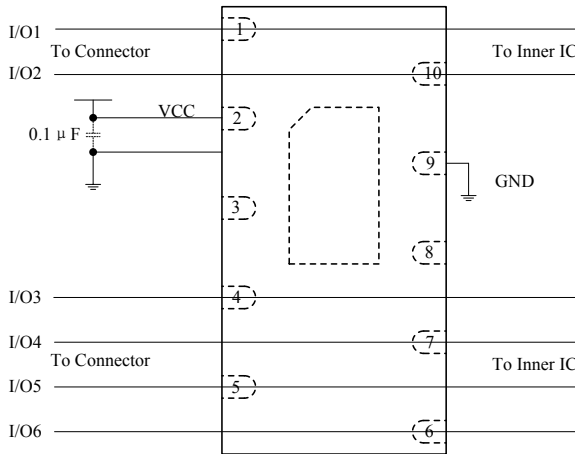 I/O1
1
To Connector
To Inner IC
I/O2
10
VCC
2
0.1 μF
9
GND
3
8
I/O3
4
I/O4
7
To Connector
To Inner IC
I/O5
5
I/O6
6